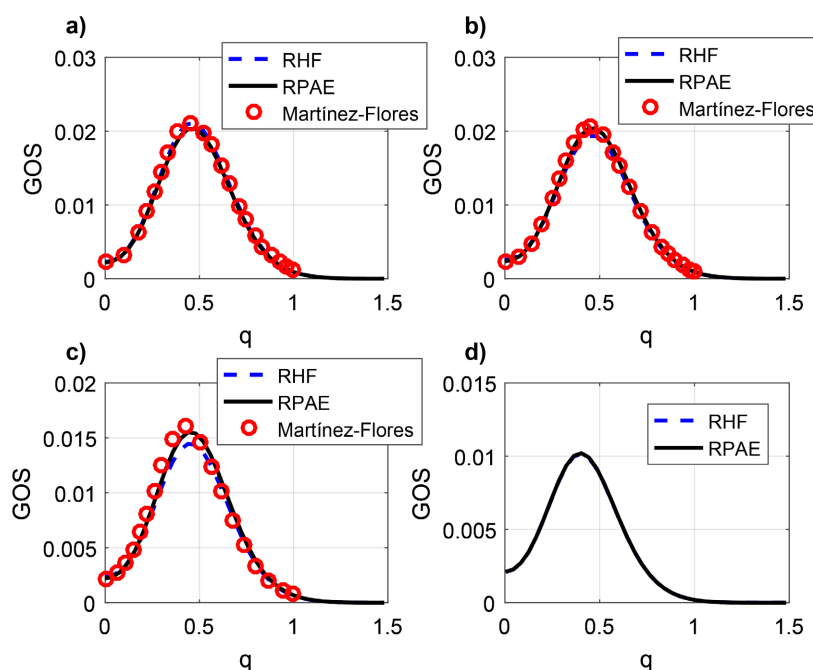 a)
RHF
RPAE
Martínez-Flores
0.03
0.02
0.01
0
GOS
0 0.5 1 1.5
q
b)
RHF
RPAE
Martínez-Flores
0.03
0.02
0.01
0
GOS
0 0.5 1 1.5
q
c)
RHF
RPAE
Martínez-Flores
0.02
0.015
0.01
0.005
0
GOS
0 0.5 1 1.5
q
d)
RHF
RPAE
0.015
0.01
0.005
0
GOS
0 0.5 1 1.5
q